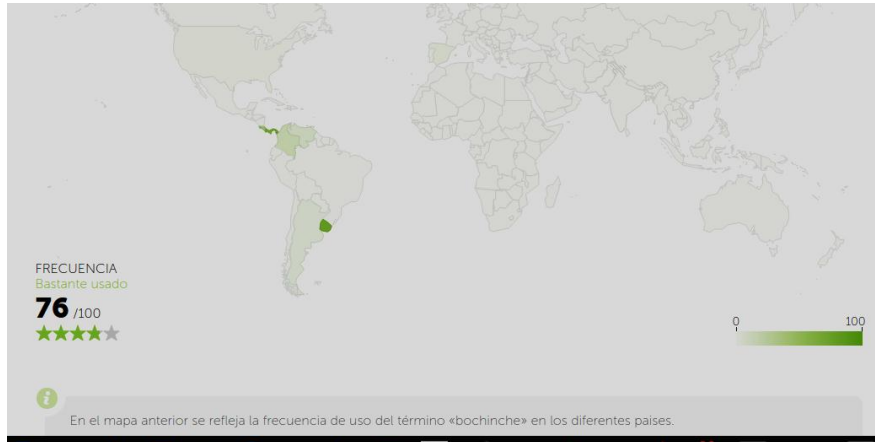 FRECUENCIA
Bastante usado
76 /100
0 100
En el mapa anterior se refleja la frecuencia de uso del término «bochinche» en los diferentes países.